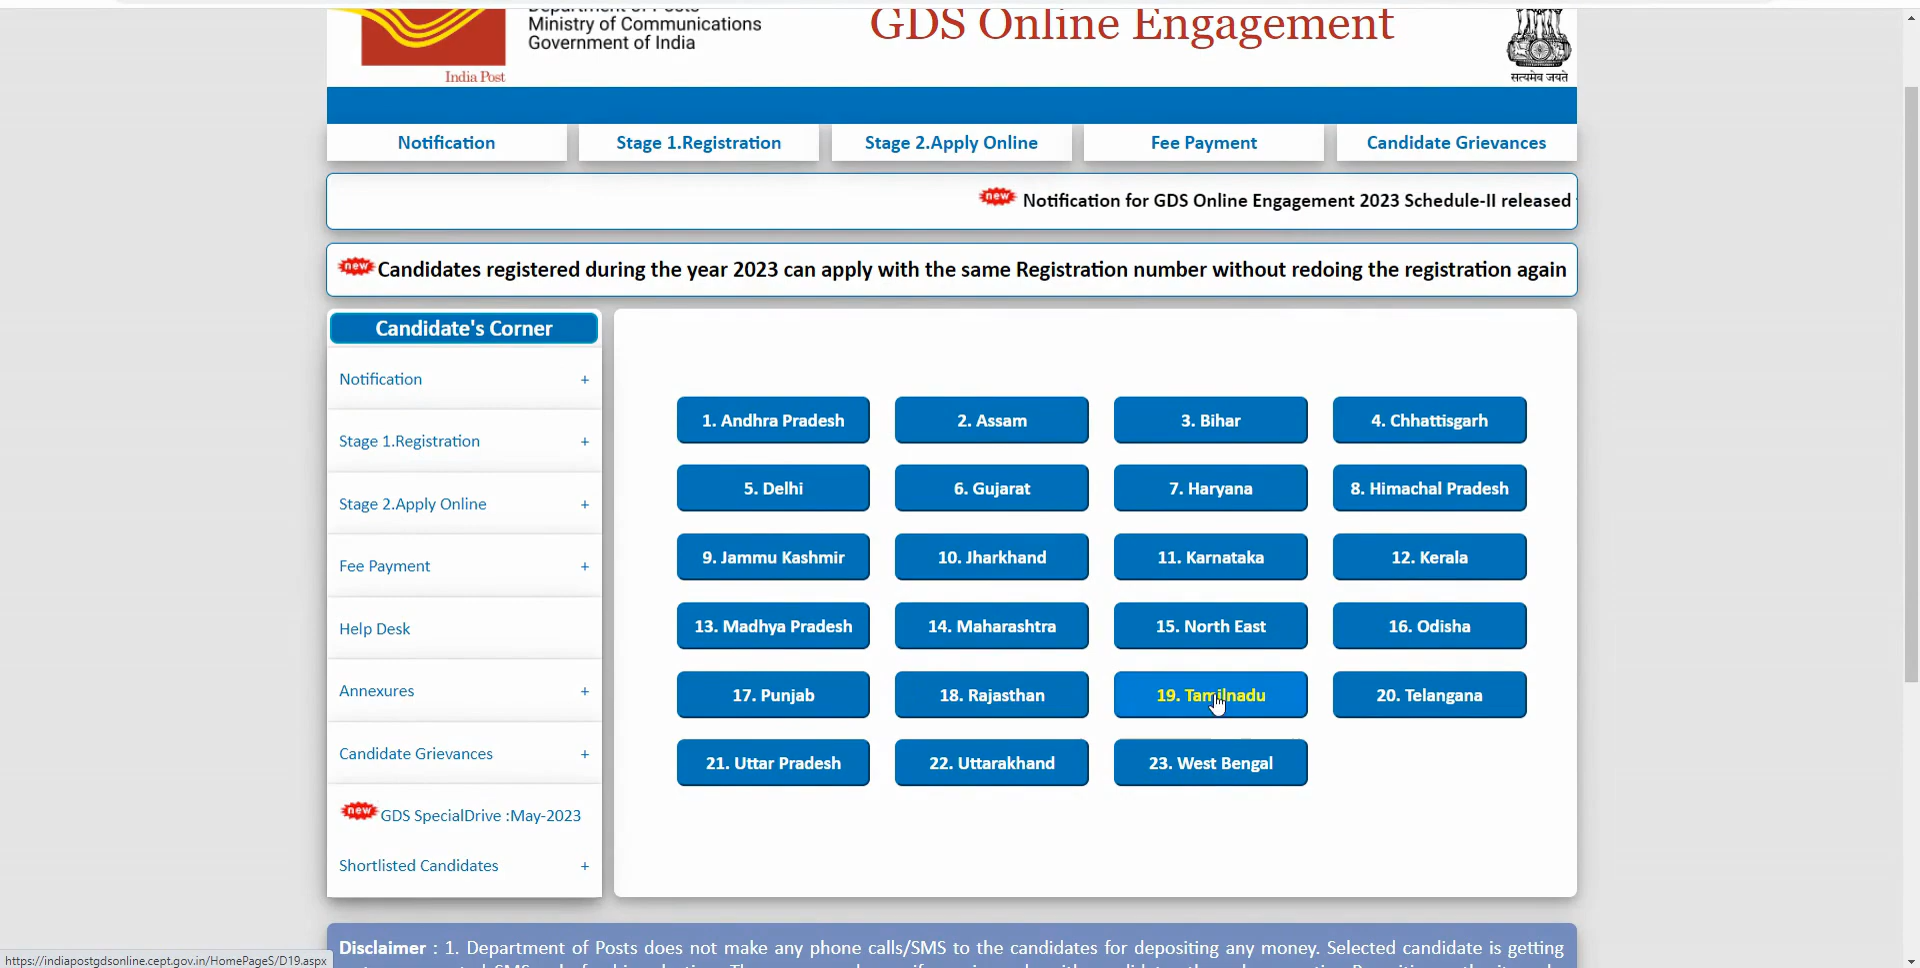 Department of Posts
Ministry of Communications
Government of India
India Post
GDS Online Engagement
सत्यमेव जयते
Notification
Stage 1.Registration
Stage 2.Apply Online
Fee Payment
Candidate Grievances
new Notification for GDS Online Engagement 2023 Schedule-II released
new Candidates registered during the year 2023 can apply with the same Registration number without redoing the registration again
Candidate's Corner
Notification +
Stage 1.Registration +
Stage 2.Apply Online +
Fee Payment +
Help Desk
Annexures +
Candidate Grievances +
new GDS SpecialDrive :May-2023
Shortlisted Candidates +
1. Andhra Pradesh
2. Assam
3. Bihar
4. Chhattisgarh
5. Delhi
6. Gujarat
7. Haryana
8. Himachal Pradesh
9. Jammu Kashmir
10. Jharkhand
11. Karnataka
12. Kerala
13. Madhya Pradesh
14. Maharashtra
15. North East
16. Odisha
17. Punjab
18. Rajasthan
19. Tamilnadu
20. Telangana
21. Uttar Pradesh
22. Uttarakhand
23. West Bengal
Disclaimer : 1. Department of Posts does not make any phone calls/SMS to the candidates for depositing any money. Selected candidate is getting
https://indiapostgdsonline.cept.gov.in/HomePageS/D19.aspx